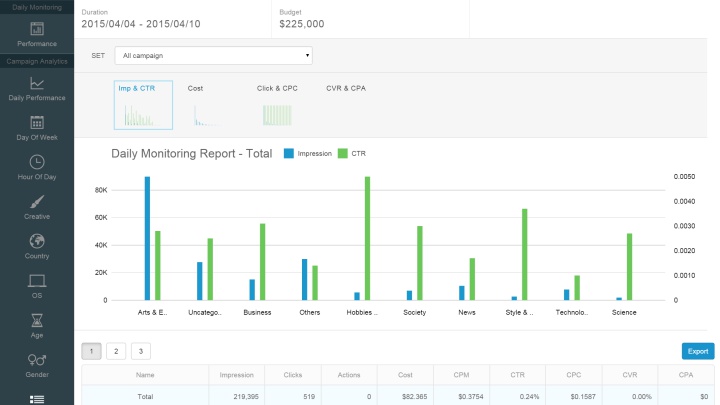 Daily Monitoring
Performance
Campaign Analytics
Daily Performance
Day Of Week
Hour Of Day
Creative
Country
OS
Age
Gender
Duration
2015/04/04 - 2015/04/10
Budget
$225,000
SET
All campaign
Imp & CTR
Cost
Click & CPC
CVR & CPA
Daily Monitoring Report - Total
Impression
CTR
80K
60K
40K
20K
0
0.0050
0.0040
0.0030
0.0020
0.0010
0
Arts & E..
Uncatego..
Business
Others
Hobbies ..
Society
News
Style & ..
Technolo..
Science
1 2 3
Export
Name Impression Clicks Actions Cost CPM CTR CPC CVR CPA
Total 219,395 519 0 $82.365 $0.3754 0.24% $0.1587 0.00% $0